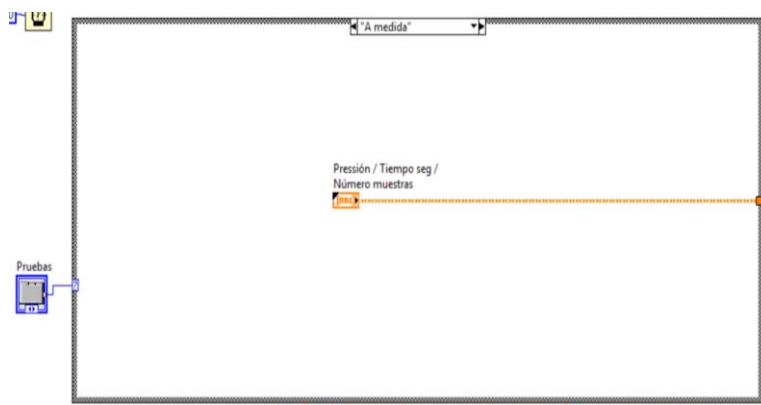 "A medida"
Pressión / Tiempo seg /
Número muestras
[DBL]
Pruebas
?